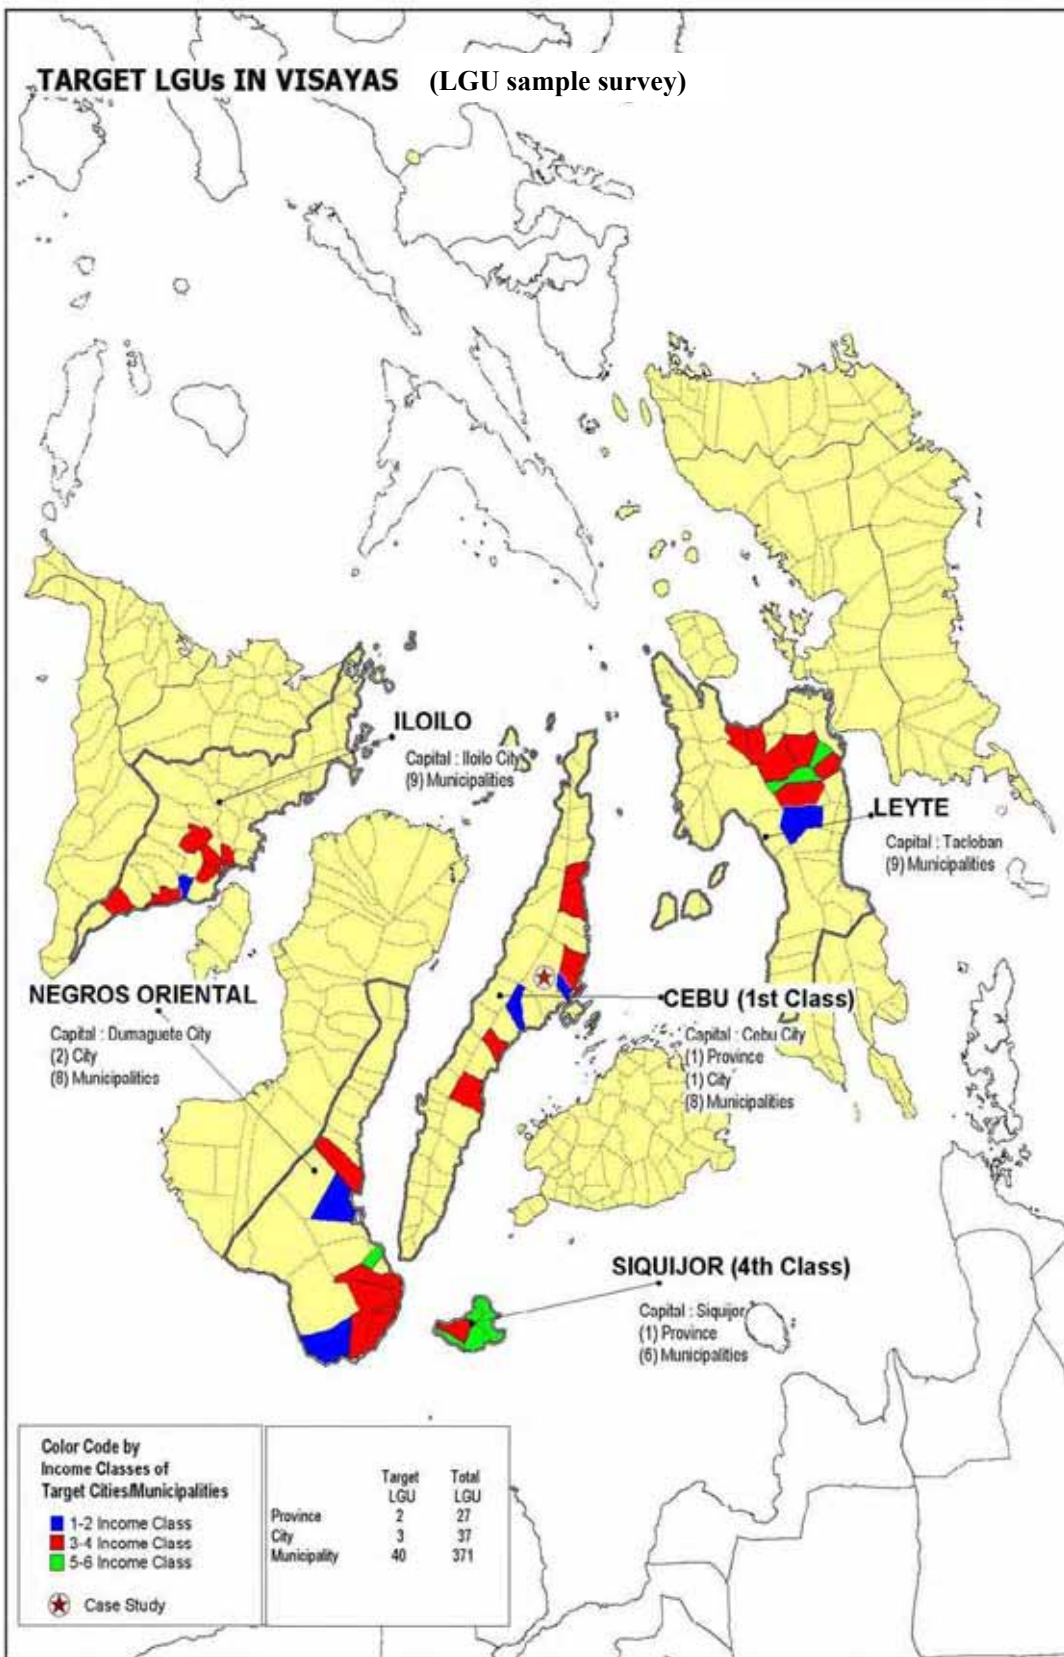 TARGET LGUs IN VISAYAS (LGU sample survey)
ILOILO
Capital : Iloilo City
(9) Municipalities
LEYTE
Capital : Tacloban
(9) Municipalities
NEGROS ORIENTAL
Capital : Dumaguete City
(2) City
(8) Municipalities
CEBU (1st Class)
Capital : Cebu City
(1) Province
(1) City
(8) Municipalities
SIQUIJOR (4th Class)
Capital : Siquijor
(1) Province
(6) Municipalities
Color Code by
Income Classes of
Target Cities/Municipalities
1-2 Income Class
3-4 Income Class
5-6 Income Class
Case Study
Target Total
LGU LGU
Province 2 27
City 3 37
Municipality 40 371